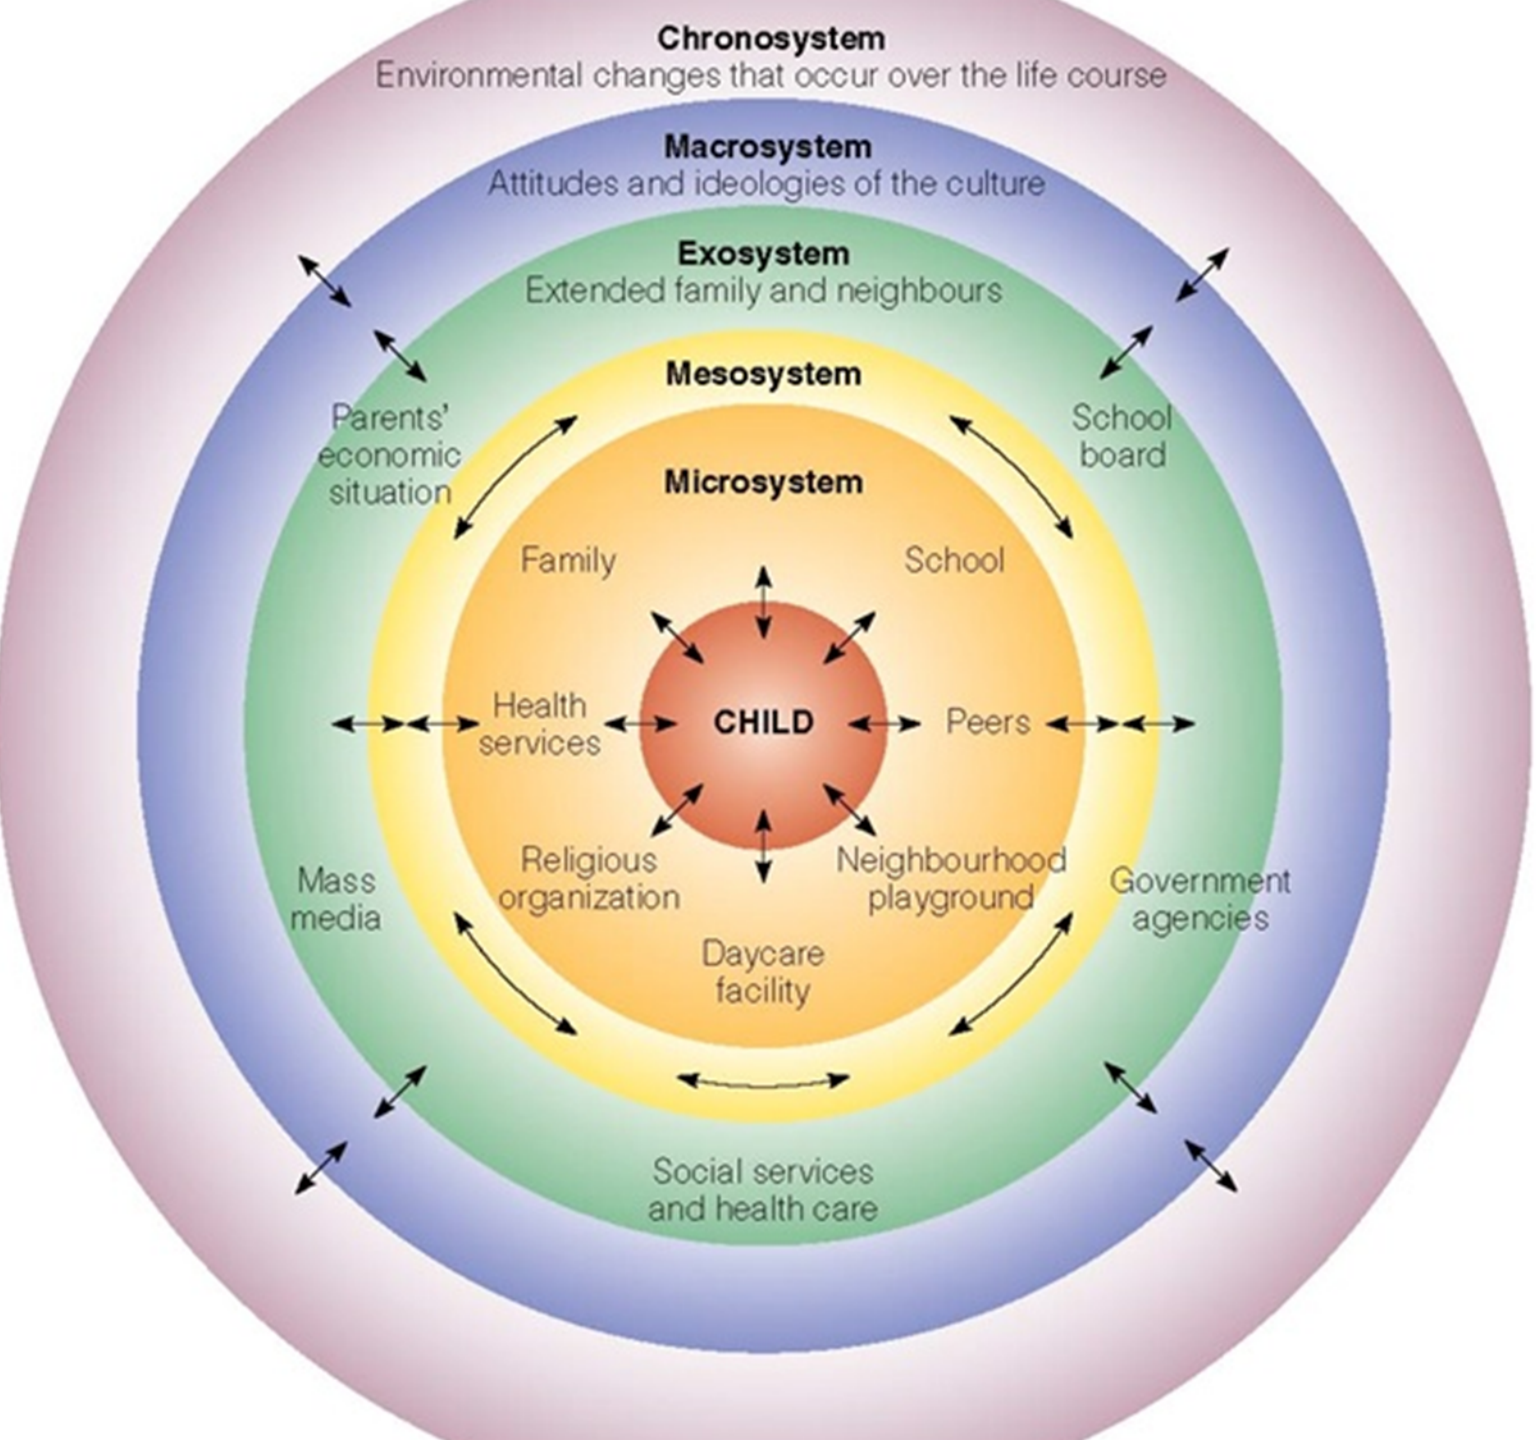 Chronosystem
Environmental changes that occur over the life course
Macrosystem
Attitudes and ideologies of the culture
Exosystem
Extended family and neighbours
Mesosystem
Parents'
economic
situation
School
board
Microsystem
Family
School
Health
services
CHILD
Peers
Religious
organization
Neighbourhood
playground
Mass
media
Government
agencies
Daycare
facility
Social services
and health care